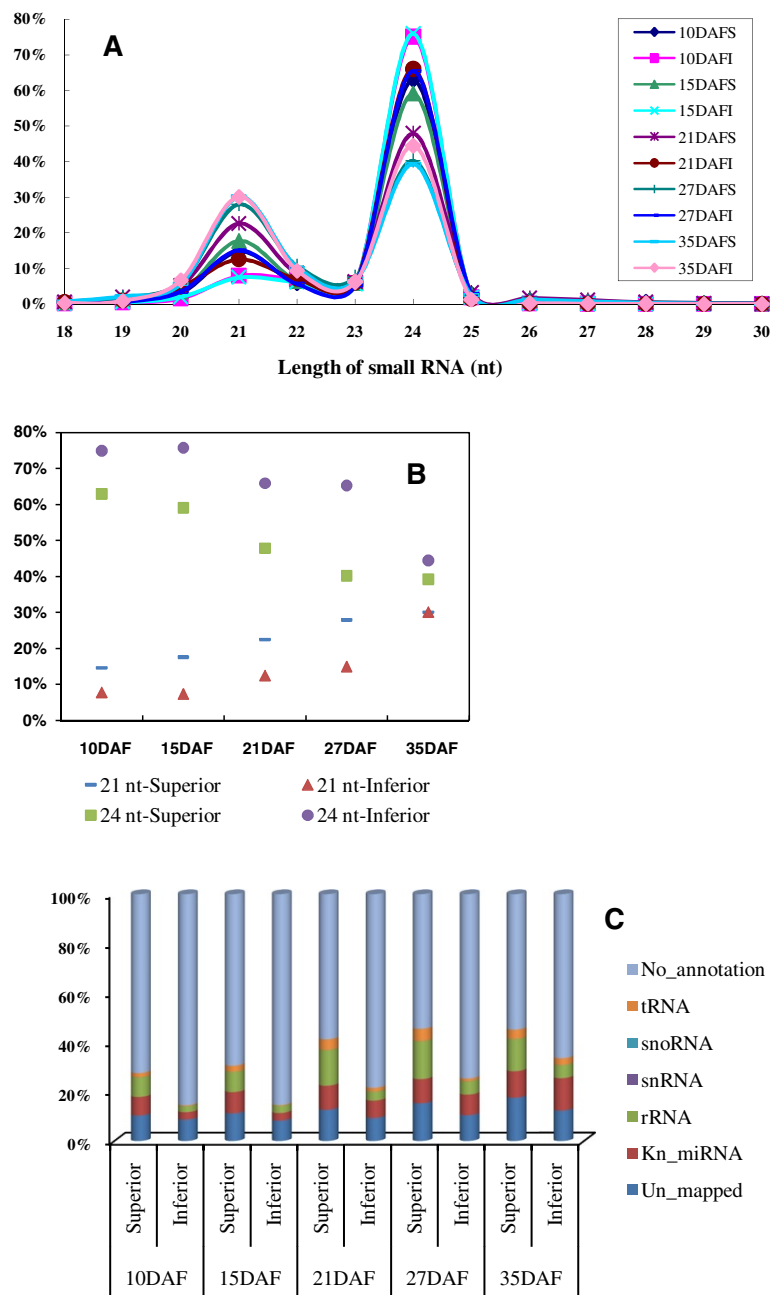 80%
70%
60%
50%
40%
30%
20%
10%
0%
A
10DAFS
10DAFI
15DAFS
15DAFI
21DAFS
21DAFI
27DAFS
27DAFI
35DAFS
35DAFI
18 19 20 21 22 23 24 25 26 27 28 29 30
Length of small RNA (nt)
80%
70%
60%
50%
40%
30%
20%
10%
0%
B
10DAF 15DAF 21DAF 27DAF 35DAF
21 nt-Superior 21 nt-Inferior
24 nt-Superior 24 nt-Inferior
100%
80%
60%
40%
20%
0%
C
No_annotation
tRNA
snoRNA
snRNA
rRNA
Kn_miRNA
Un_mapped
Superior Inferior Superior Inferior Superior Inferior Superior Inferior Superior Inferior
10DAF 15DAF 21DAF 27DAF 35DAF